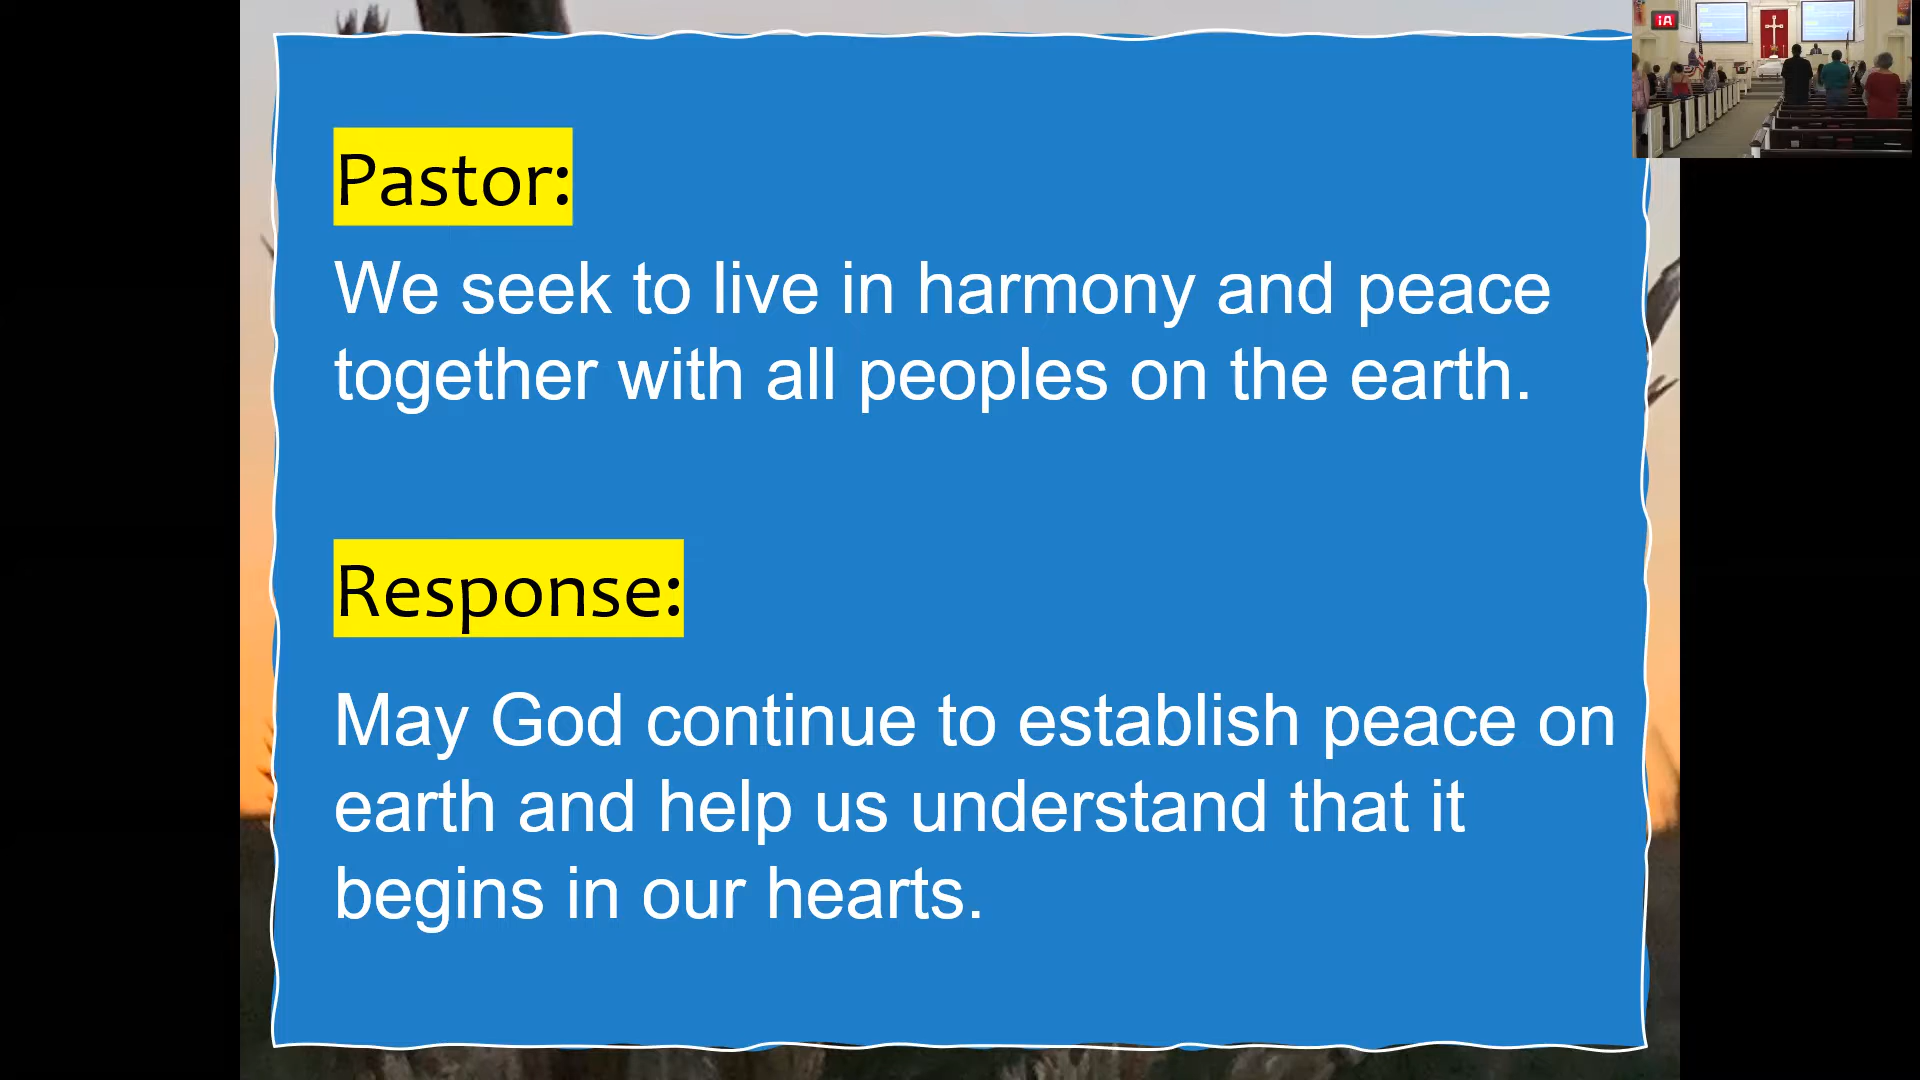 iA
Pastor:
We seek to live in harmony and peace
together with all peoples on the earth.
Response:
May God continue to establish peace on
earth and help us understand that it
begins in our hearts.